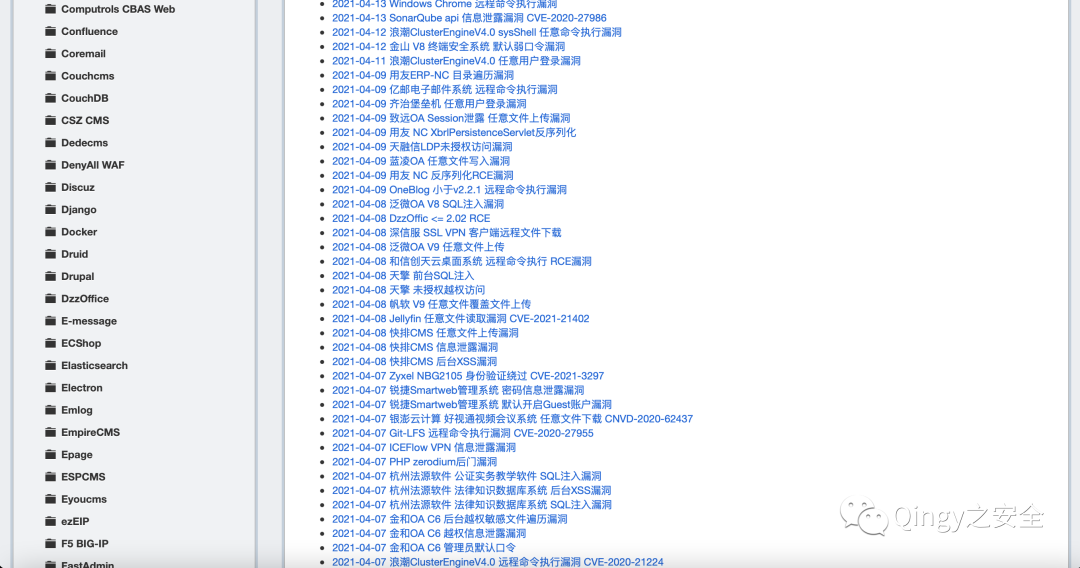 Computrols CBAS Web
Confluence
Coremail
Couchcms
CouchDB
CSZ CMS
Dedecms
DenyAll WAF
Discuz
Django
Docker
Druid
Drupal
DzzOffice
E-message
ECShop
Elasticsearch
Electron
Emlog
EmpireCMS
Epage
ESPCMS
Eyoucms
ezEIP
F5 BIG-IP
FastAdmin
2021-04-13 Windows Chrome 远程命令执行漏洞
2021-04-13 SonarQube api 信息泄露漏洞 CVE-2020-27986
2021-04-12 浪潮ClusterEngineV4.0 sysShell 任意命令执行漏洞
2021-04-12 金山 V8 终端安全系统 默认弱口令漏洞
2021-04-11 浪潮ClusterEngineV4.0 任意用户登录漏洞
2021-04-09 用友ERP-NC 目录遍历漏洞
2021-04-09 亿邮电子邮件系统 远程命令执行漏洞
2021-04-09 齐治堡垒机 任意用户登录漏洞
2021-04-09 致远OA Session泄露 任意文件上传漏洞
2021-04-09 用友 NC XbrlPersistenceServlet反序列化
2021-04-09 天融信LDP未授权访问漏洞
2021-04-09 蓝凌OA 任意文件写入漏洞
2021-04-09 用友 NC 反序列化RCE漏洞
2021-04-09 OneBlog 小于v2.2.1 远程命令执行漏洞
2021-04-08 泛微OA V8 SQL注入漏洞
2021-04-08 DzzOffic <= 2.02 RCE
2021-04-08 深信服 SSL VPN 客户端远程文件下载
2021-04-08 泛微OA V9 任意文件上传
2021-04-08 和信创天云桌面系统 远程命令执行 RCE漏洞
2021-04-08 天擎 前台SQL注入
2021-04-08 天擎 未授权越权访问
2021-04-08 帆软 V9 任意文件覆盖文件上传
2021-04-08 Jellyfin 任意文件读取漏洞 CVE-2021-21402
2021-04-08 快排CMS 任意文件上传漏洞
2021-04-08 快排CMS 信息泄露漏洞
2021-04-08 快排CMS 后台XSS漏洞
2021-04-07 Zyxel NBG2105 身份验证绕过 CVE-2021-3297
2021-04-07 锐捷Smartweb管理系统 密码信息泄露漏洞
2021-04-07 锐捷Smartweb管理系统 默认开启Guest账户漏洞
2021-04-07 银澎云计算 好视通视频会议系统 任意文件下载 CNVD-2020-62437
2021-04-07 Git-LFS 远程命令执行漏洞 CVE-2020-27955
2021-04-07 ICEFlow VPN 信息泄露漏洞
2021-04-07 PHP zerodium后门漏洞
2021-04-07 杭州法源软件 公证实务教学软件 SQL注入漏洞
2021-04-07 杭州法源软件 法律知识数据库系统 后台XSS漏洞
2021-04-07 杭州法源软件 法律知识数据库系统 SQL注入漏洞
2021-04-07 金和OA C6 后台越权敏感文件遍历漏洞
2021-04-07 金和OA C6 越权信息泄露漏洞
2021-04-07 金和OA C6 管理员默认口令
2021-04-07 浪潮ClusterEngineV4.0 远程命令执行漏洞 CVE-2020-21224
Qingy之安全